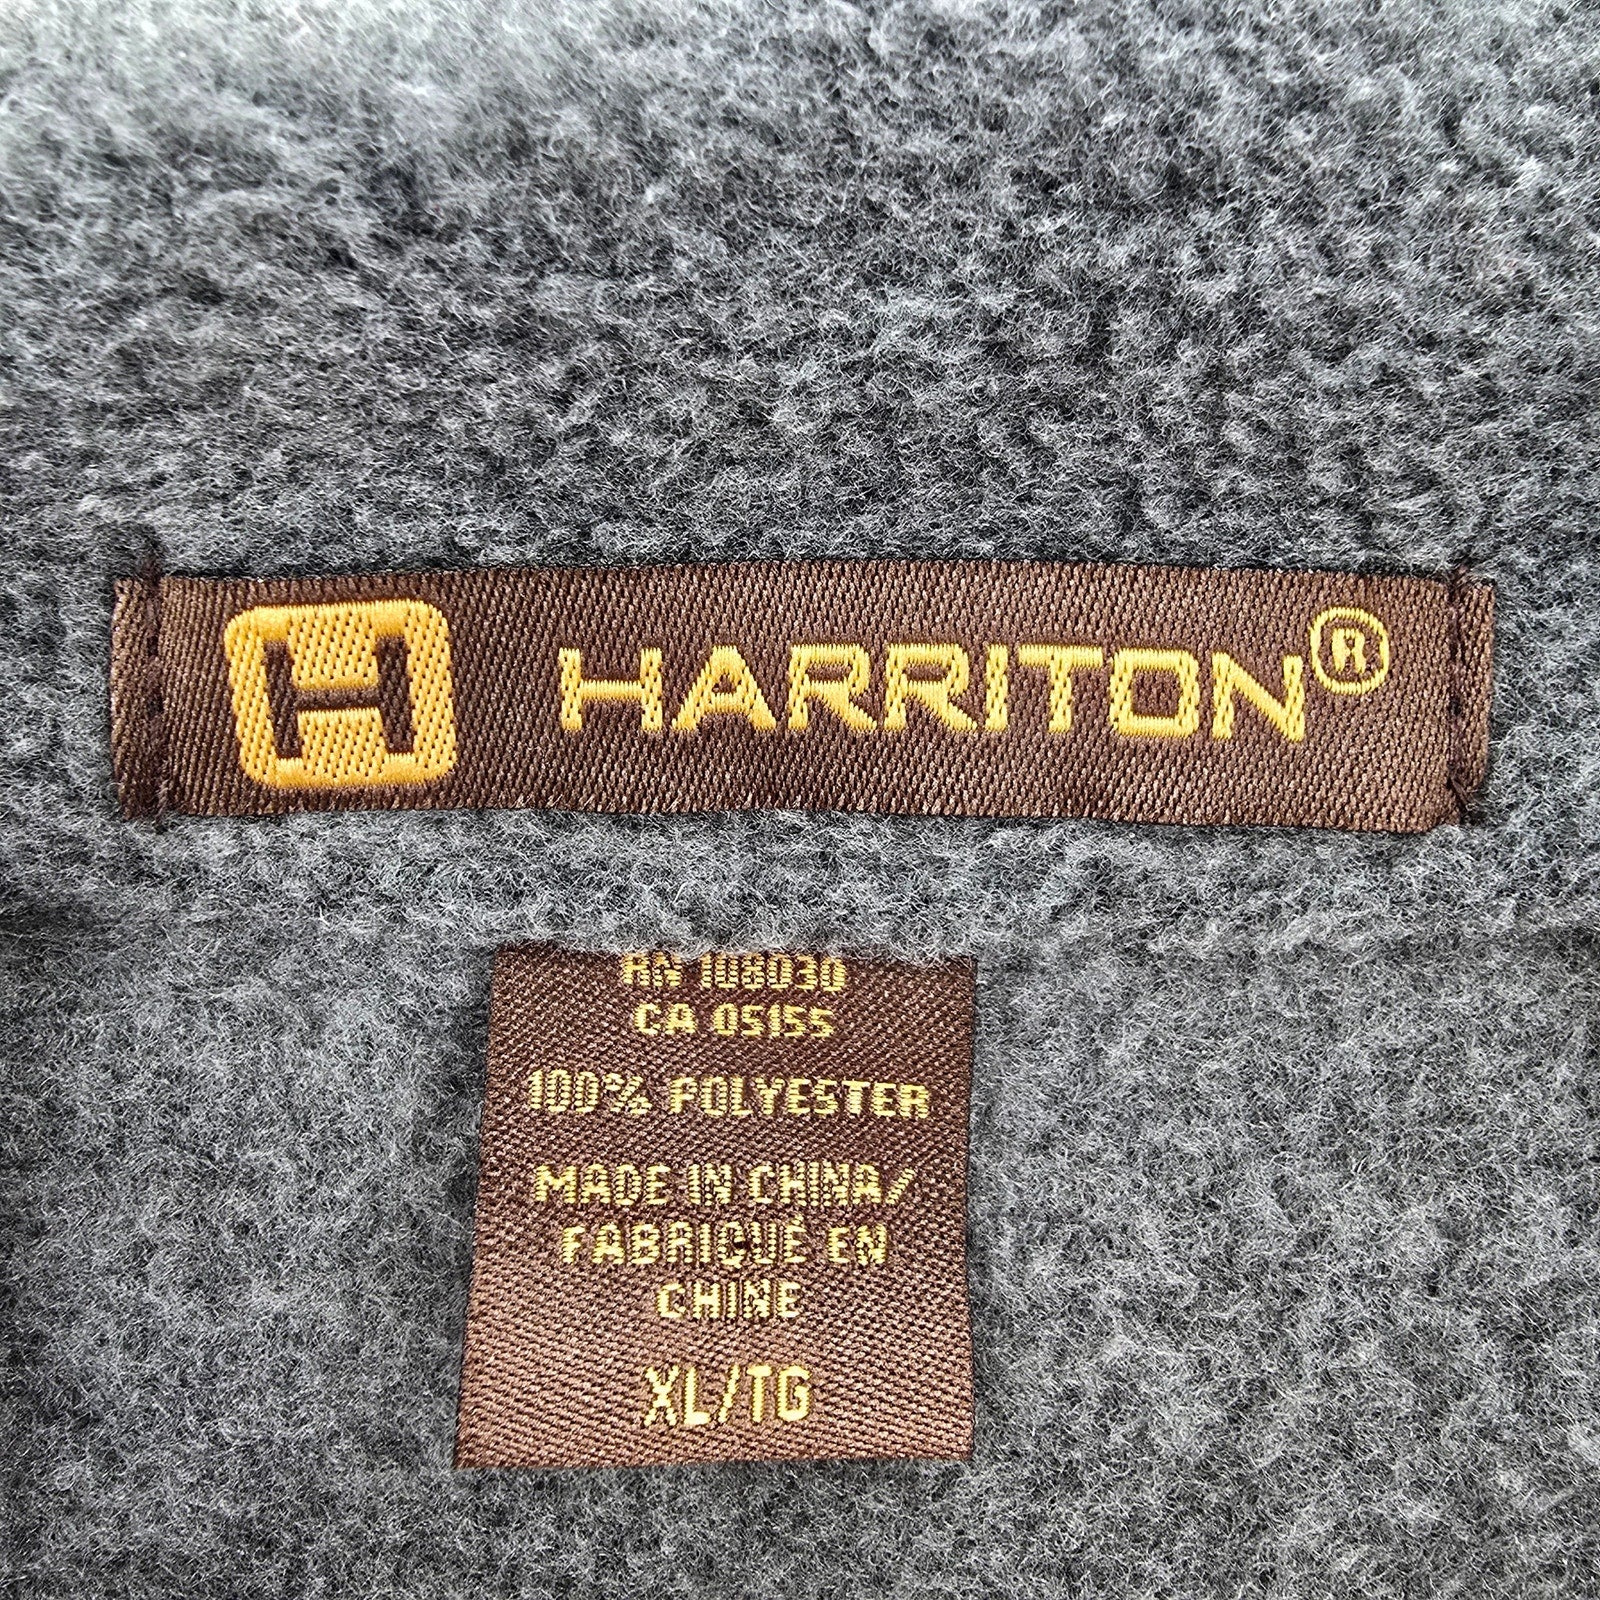 H HARRITON®
RN 108030
CA 05155
100% POLYESTER
MADE IN CHINA/
FABRIQUÉ EN
CHINE
XL/TG